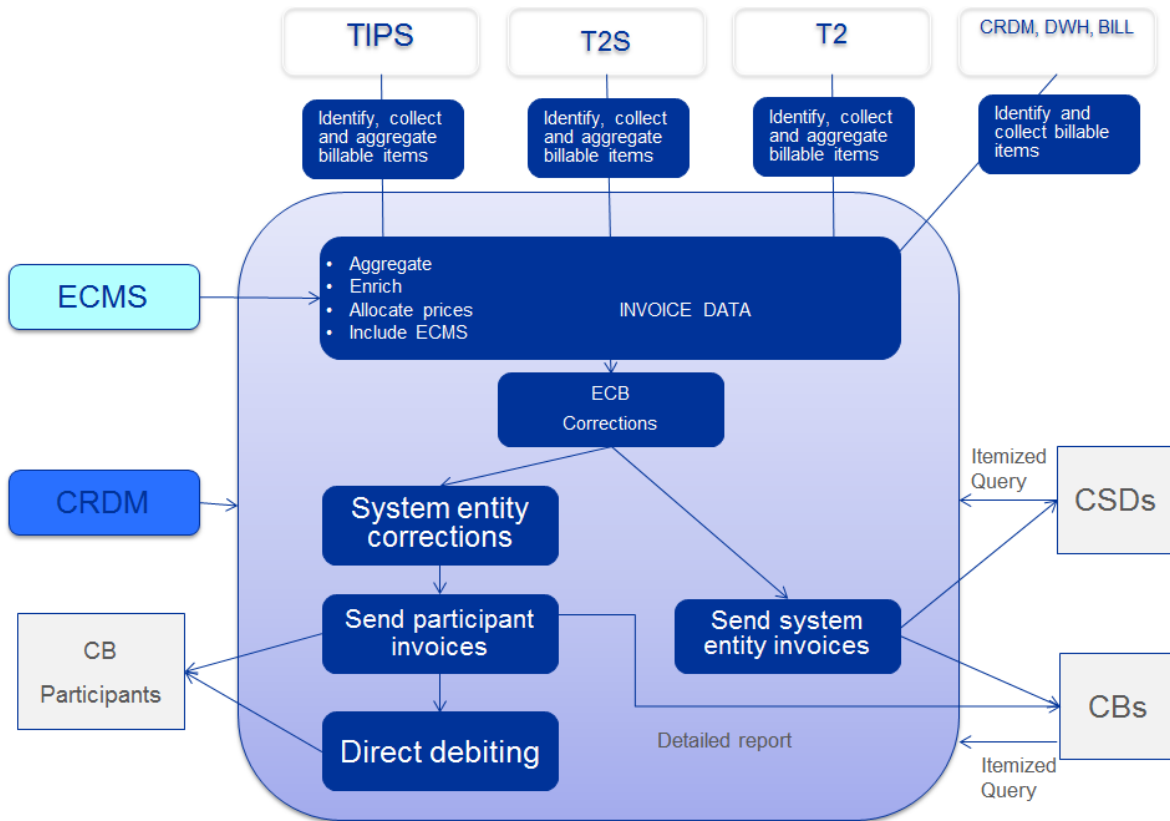 TIPS
T2S
T2
CRDM, DWH, BILL
Identify, collect
and aggregate
billable items
Identify, collect
and aggregate
billable items
Identify, collect
and aggregate
billable items
Identify and
collect billable
items
ECMS
• Aggregate
• Enrich
• Allocate prices
• Include ECMS
INVOICE DATA
ECB
Corrections
CRDM
System entity
corrections
Itemized
Query
CSDs
CB
Participants
Send participant
invoices
Send system
entity invoices
CBs
Direct debiting
Detailed report
Itemized
Query